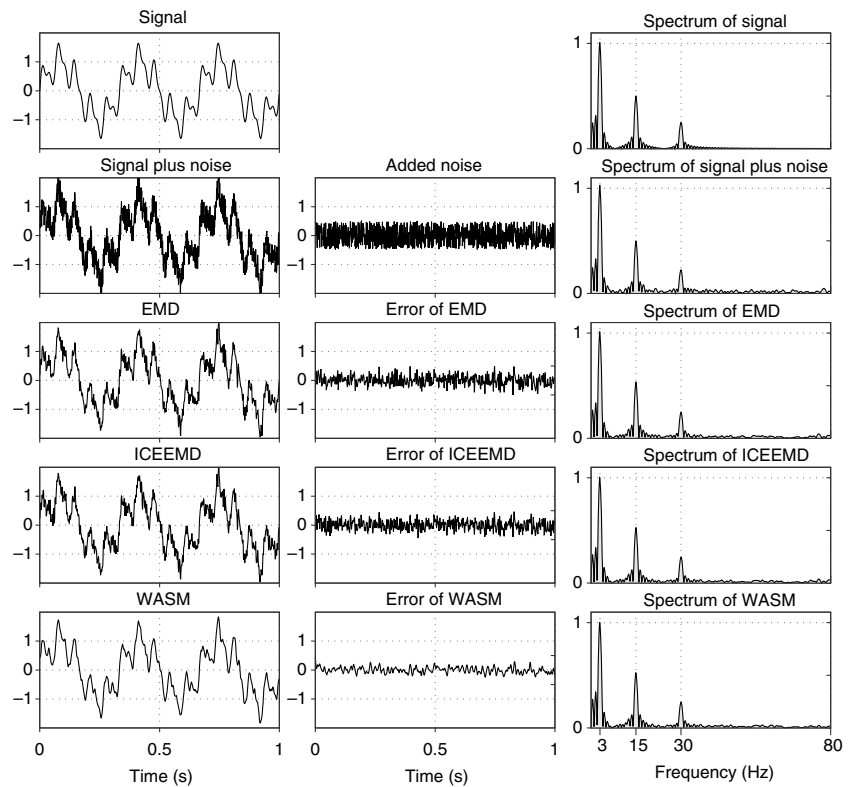 Signal
Spectrum of signal
1
0
−1
1
0
Signal plus noise
Added noise
Spectrum of signal plus noise
1
0
−1
1
0
−1
1
0
EMD
Error of EMD
Spectrum of EMD
1
0
−1
1
0
−1
1
0
ICEEMD
Error of ICEEMD
Spectrum of ICEEMD
1
0
−1
1
0
−1
1
0
WASM
Error of WASM
Spectrum of WASM
1
0
−1
1
0
−1
1
0
0 0.5 1
0 0.5 1
3 15 30 80
Time (s)
Time (s)
Frequency (Hz)